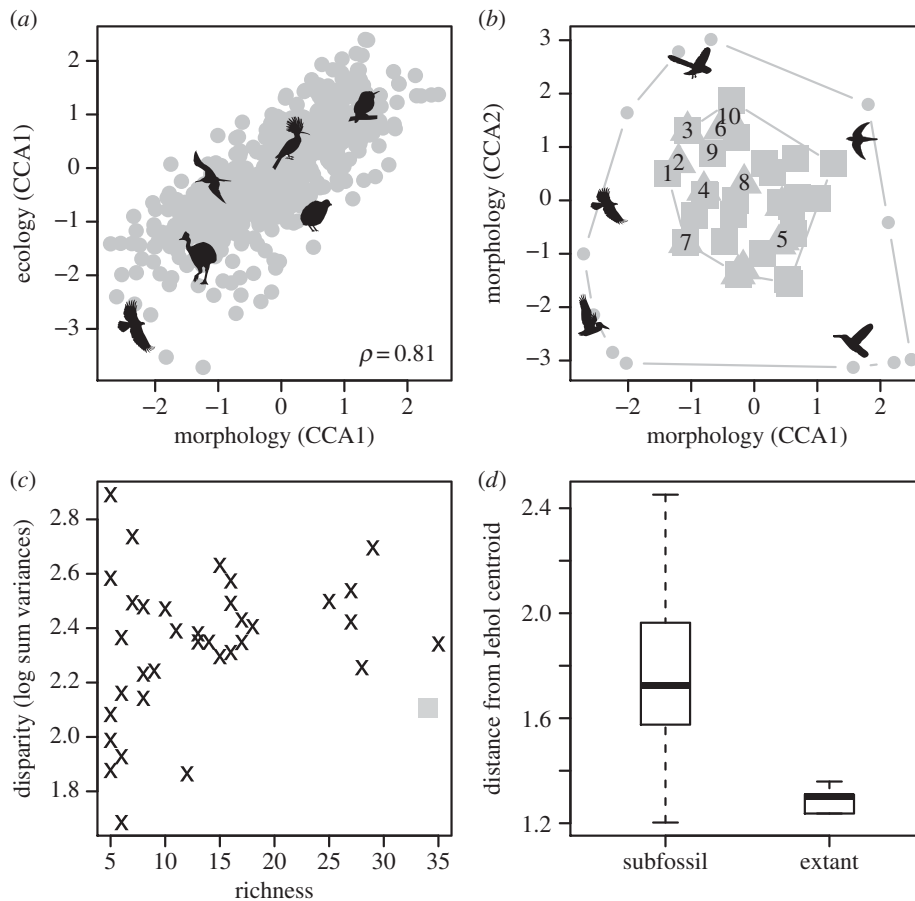 (a)
ecology (CCA1)
2
1
0
−1
−2
−3
ρ = 0.81
−2 −1 0 1 2
morphology (CCA1)
(b)
morphology (CCA2)
3
2
1
0
−1
−2
−3
10
3 6
9
2
1
4 8
7 5
−2 −1 0 1 2
morphology (CCA1)
(c)
disparity (log sum variances)
2.8
2.6
2.4
2.2
2.0
1.8
5 10 15 20 25 30 35
richness
(d)
distance from Jehol centroid
2.4
2.0
1.6
1.2
subfossil extant